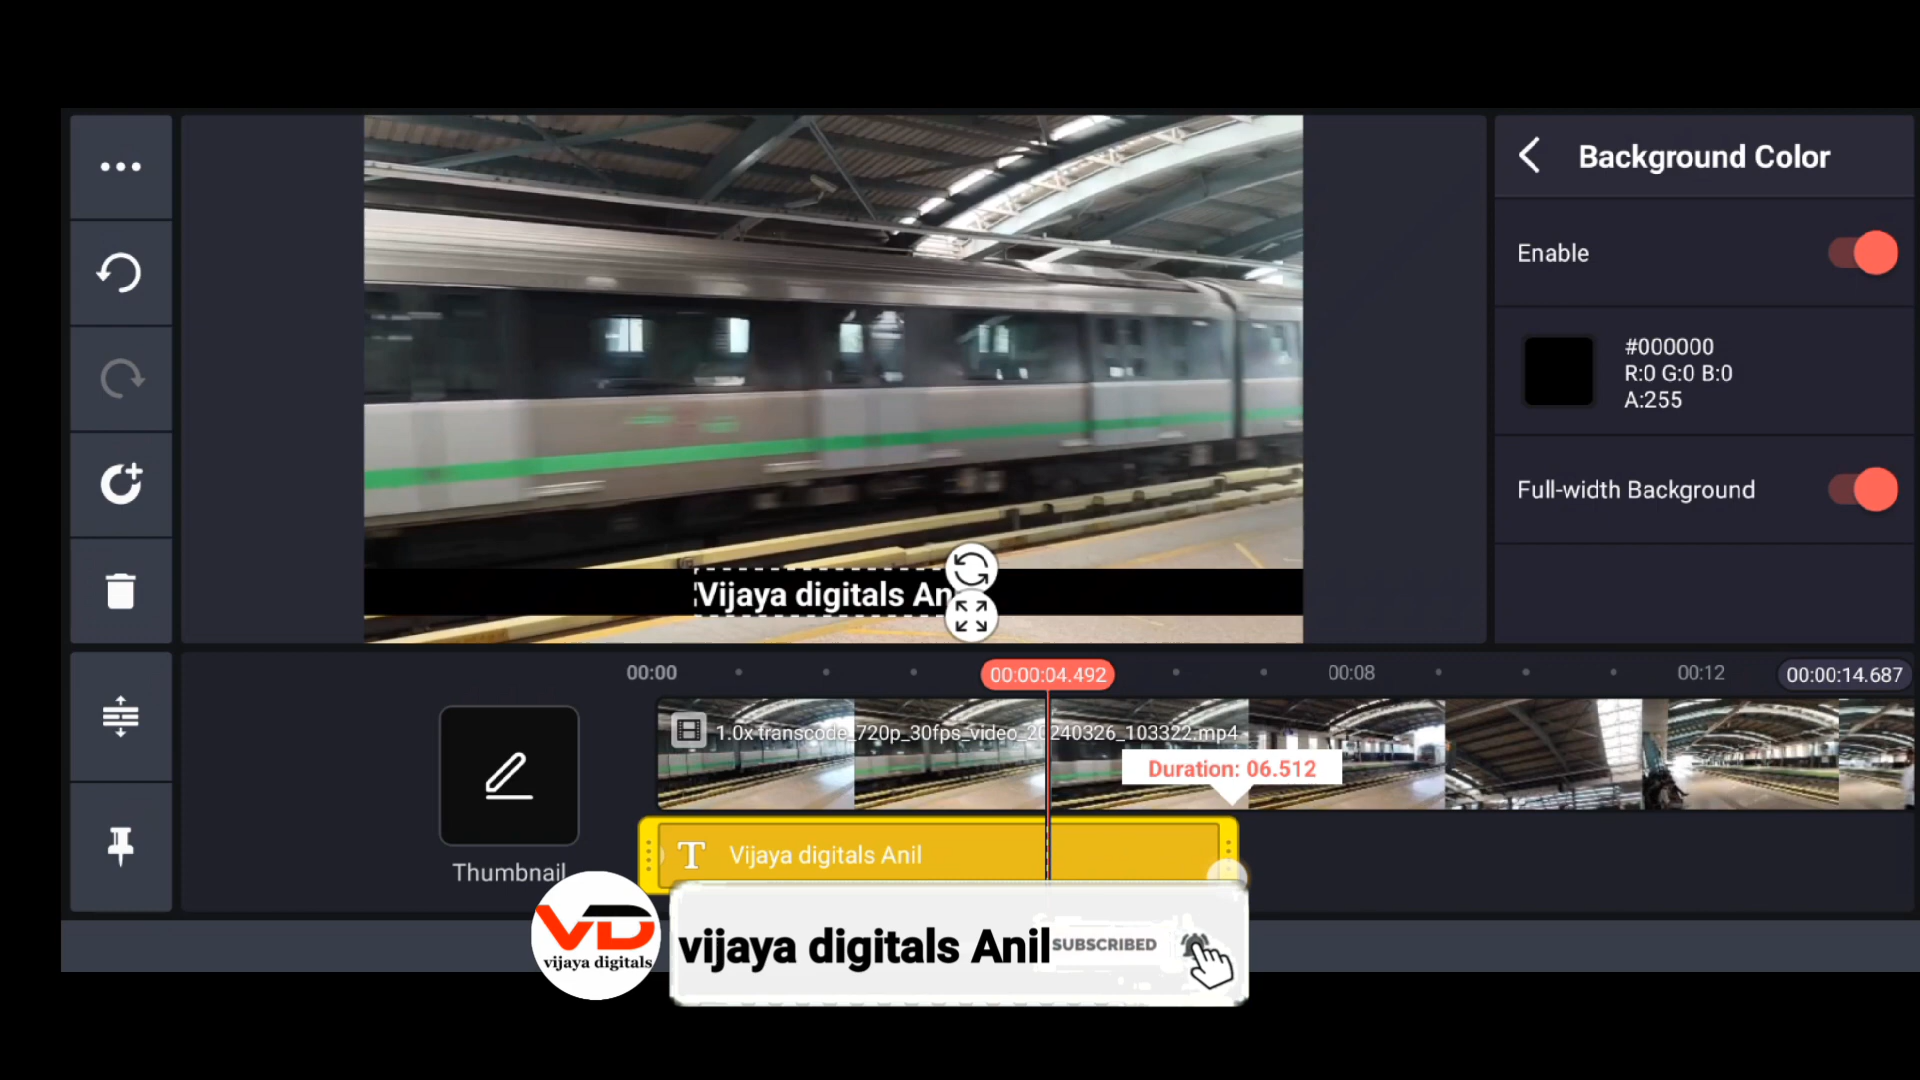 Background Color
Enable
#000000
R:0 G:0 B:0
A:255
Full-width Background
Vijaya digitals An
00:00
00:00:04.492
00:08
00:12
00:00:14.687
1.0x transcode_720p_30fps_video_20240326_103322.mp4
Duration: 06.512
T Vijaya digitals Anil
Thumbnail
VD
vijaya digitals
vijaya digitals Anil
SUBSCRIBED